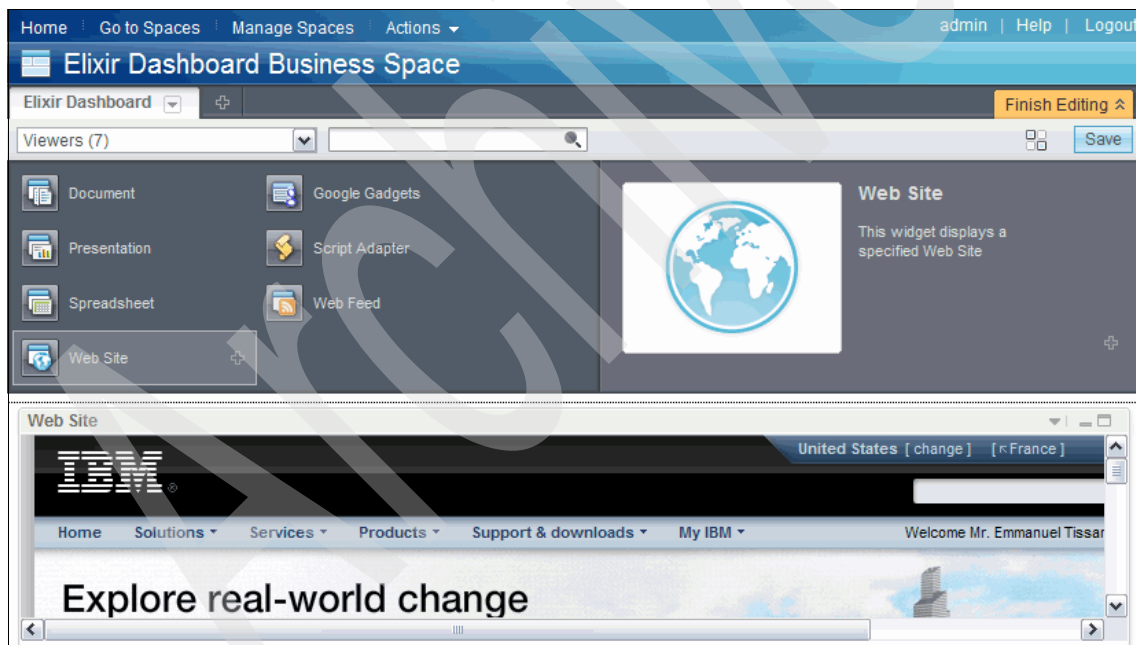 Home Go to Spaces Manage Spaces Actions admin | Help | Logout
Elixir Dashboard Business Space
Elixir Dashboard Finish Editing
Viewers (7) Save
Document Google Gadgets Web Site
Presentation Script Adapter This widget displays a
specified Web Site
Spreadsheet Web Feed
Web Site
Web Site
United States [ change ] [ France ]
IBM®
Home Solutions Services Products Support & downloads My IBM Welcome Mr. Emmanuel Tissar
Explore real-world change